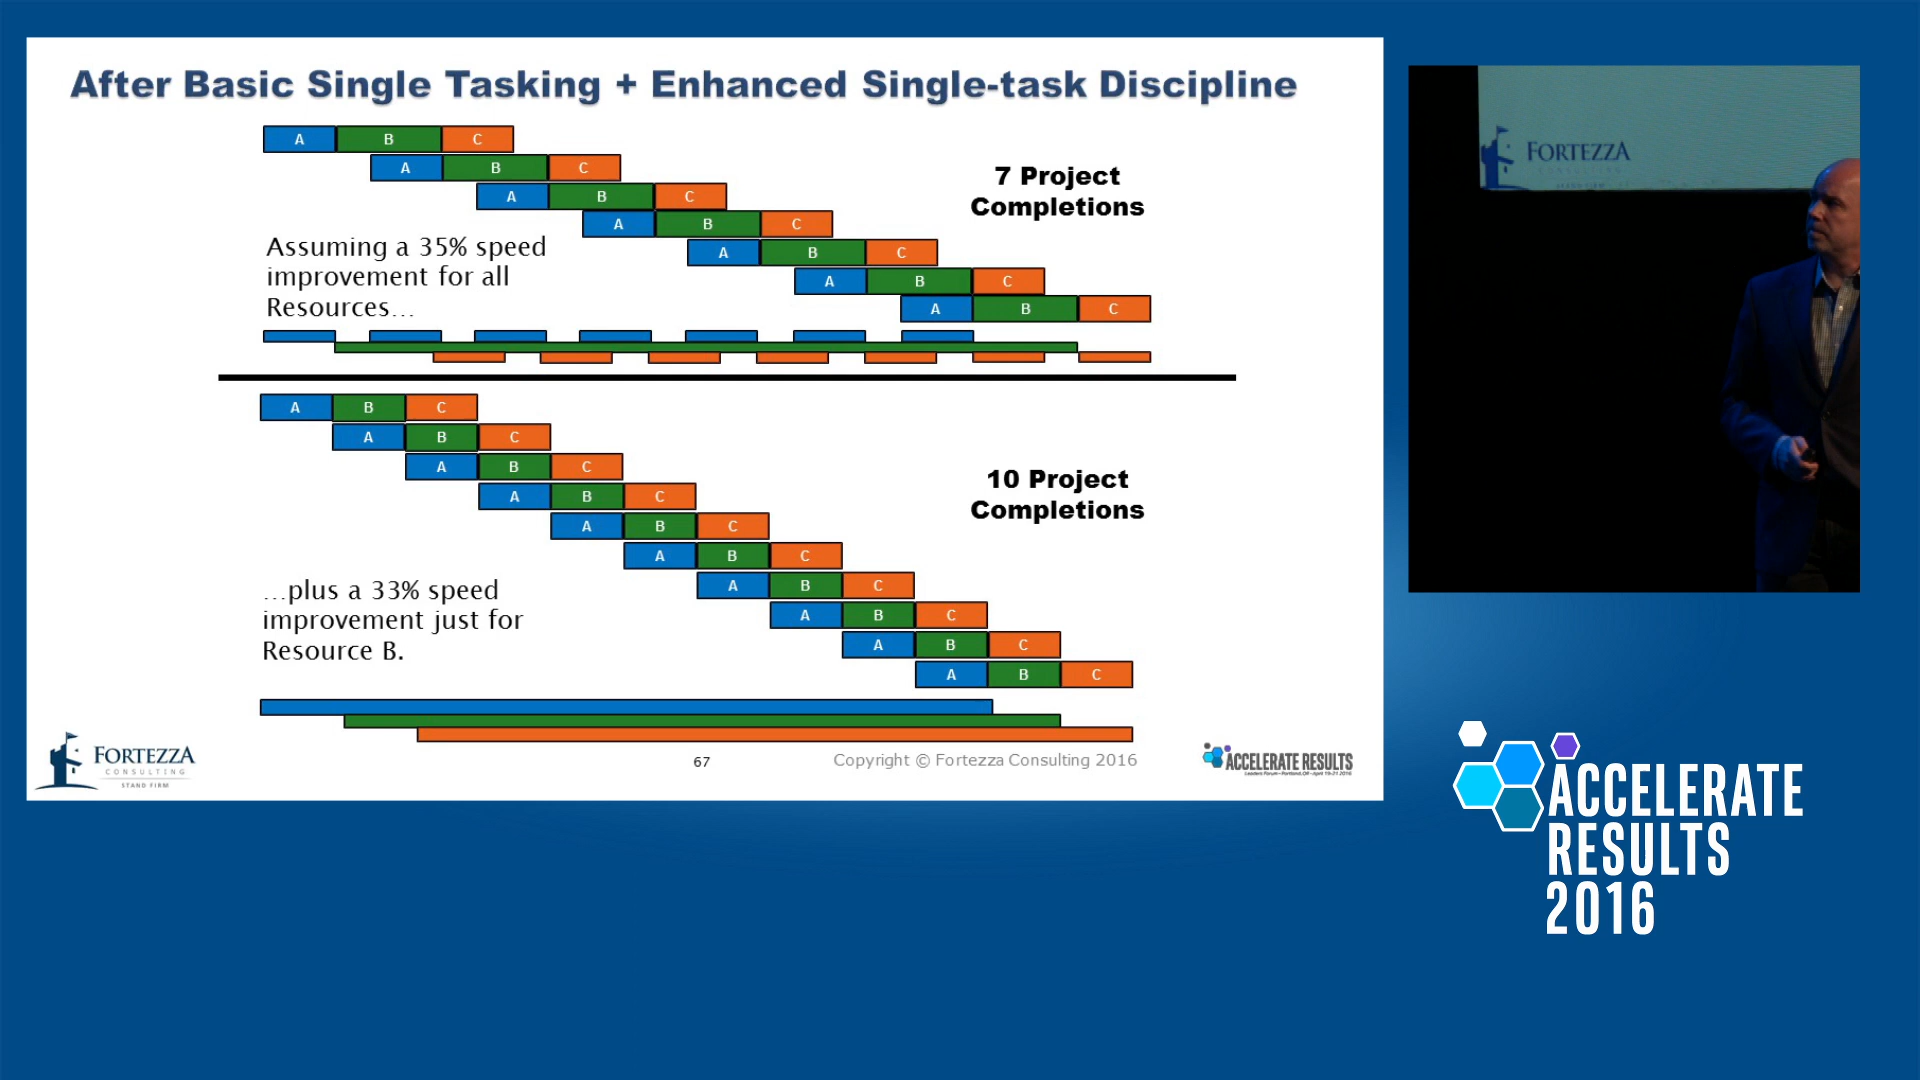 After Basic Single Tasking + Enhanced Single-task Discipline
A B C
A B C
A B C
A B C
A B C
A B C
A B C
7 Project
Completions
Assuming a 35% speed
improvement for all
Resources...
A B C
A B C
A B C
A B C
A B C
A B C
A B C
A B C
A B C
A B C
10 Project
Completions
...plus a 33% speed
improvement just for
Resource B.
FORTEZZA
CONSULTING
STAND FIRM
67
Copyright © Fortezza Consulting 2016
ACCELERATE RESULTS
Leaders Forum - Portland, OR - April 19-21, 2016
FORTEZZA
CONSULTING
ACCELERATE
RESULTS
2016